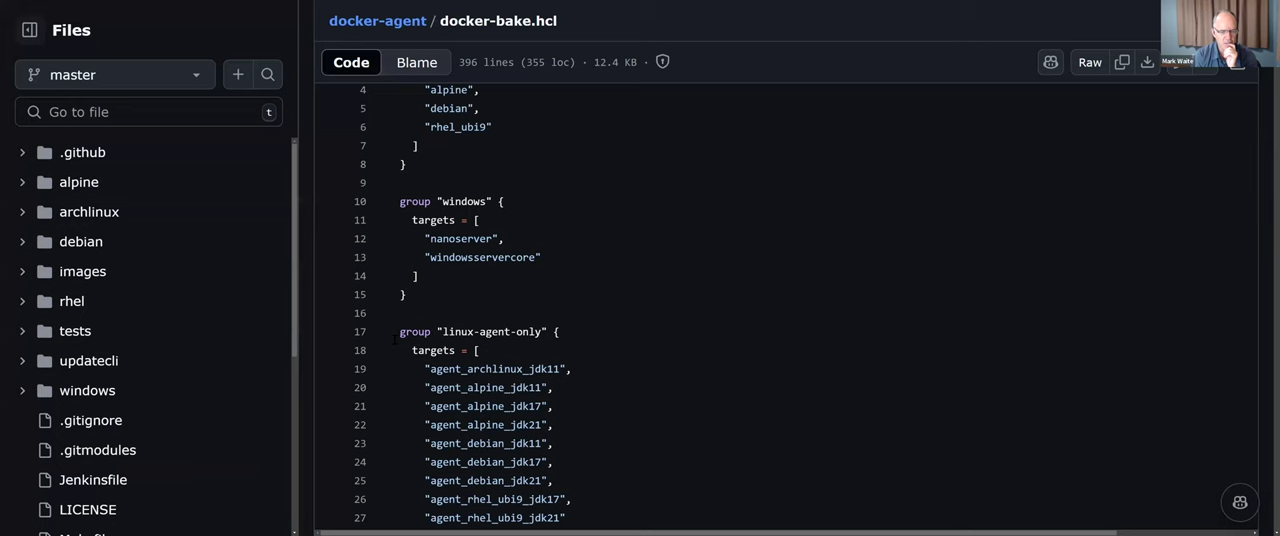 Files
docker-agent / docker-bake.hcl
Mark Waite
master
Code
Blame
396 lines (355 loc) · 12.4 KB
Raw
Go to file
t
.github
alpine
archlinux
debian
images
rhel
tests
updatecli
windows
.gitignore
.gitmodules
Jenkinsfile
LICENSE
4 "alpine",
5 "debian",
6 "rhel_ubi9"
7 ]
8 }
9
10 group "windows" {
11 targets = [
12 "nanoserver",
13 "windowsservercore"
14 ]
15 }
16
17 group "linux-agent-only" {
18 targets = [
19 "agent_archlinux_jdk11",
20 "agent_alpine_jdk11",
21 "agent_alpine_jdk17",
22 "agent_alpine_jdk21",
23 "agent_debian_jdk11",
24 "agent_debian_jdk17",
25 "agent_debian_jdk21",
26 "agent_rhel_ubi9_jdk17",
27 "agent_rhel_ubi9_jdk21"